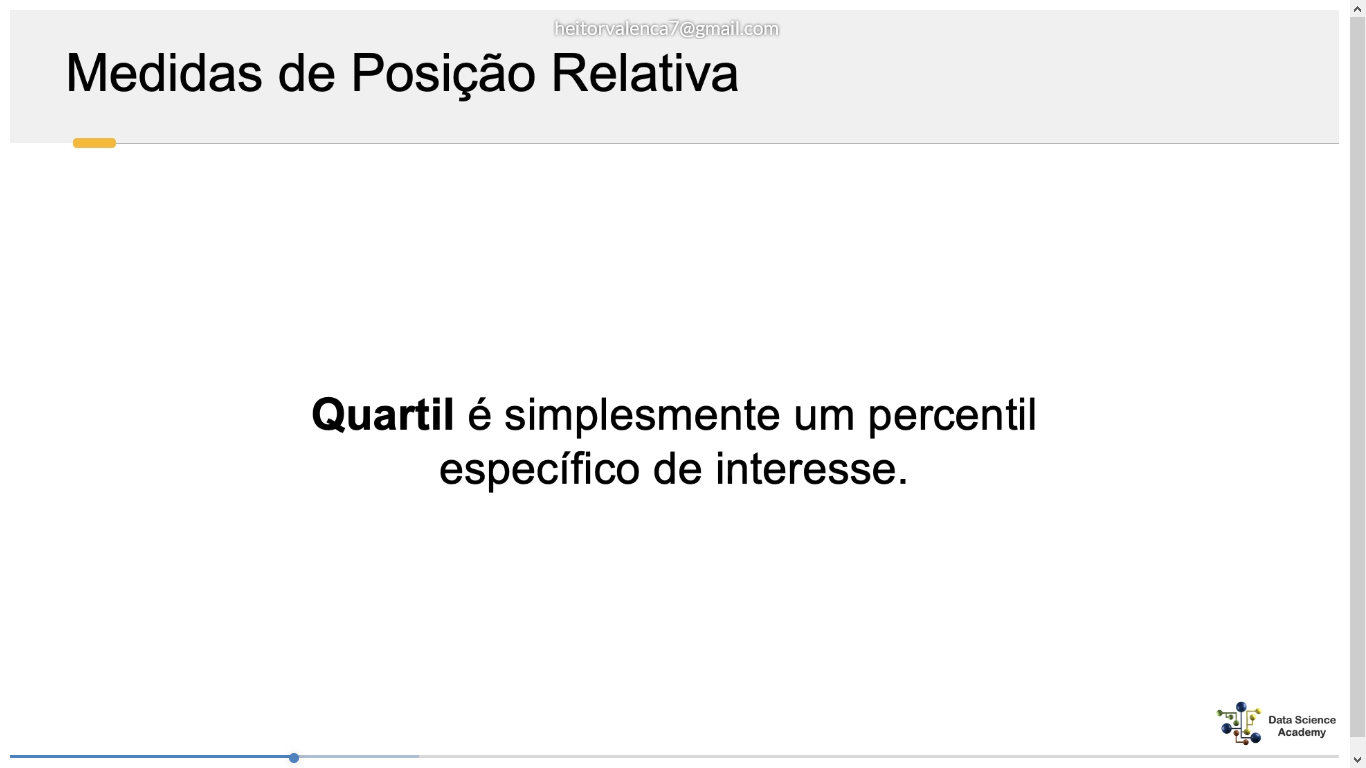 heitorvalenca7@gmail.com
Medidas de Posição Relativa
Quartil é simplesmente um percentil
específico de interesse.
Data Science
Academy